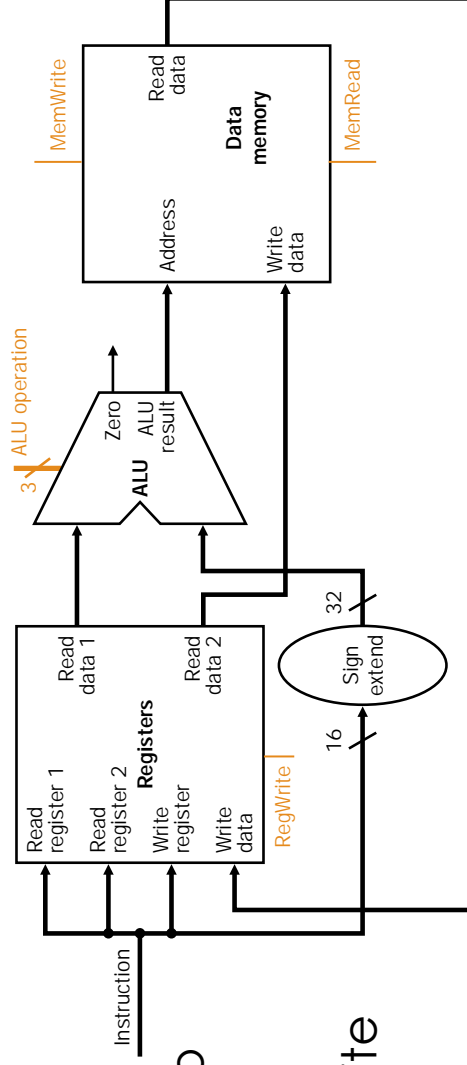 Instruction
Read
register 1
Read
register 2
Write
register
Write
data
Registers
Read
data 1
Read
data 2
RegWrite
16
Sign
extend
32
3
ALU operation
ALU
Zero
ALU
result
Address
Write
data
Data
memory
Read
data
MemWrite
MemRead